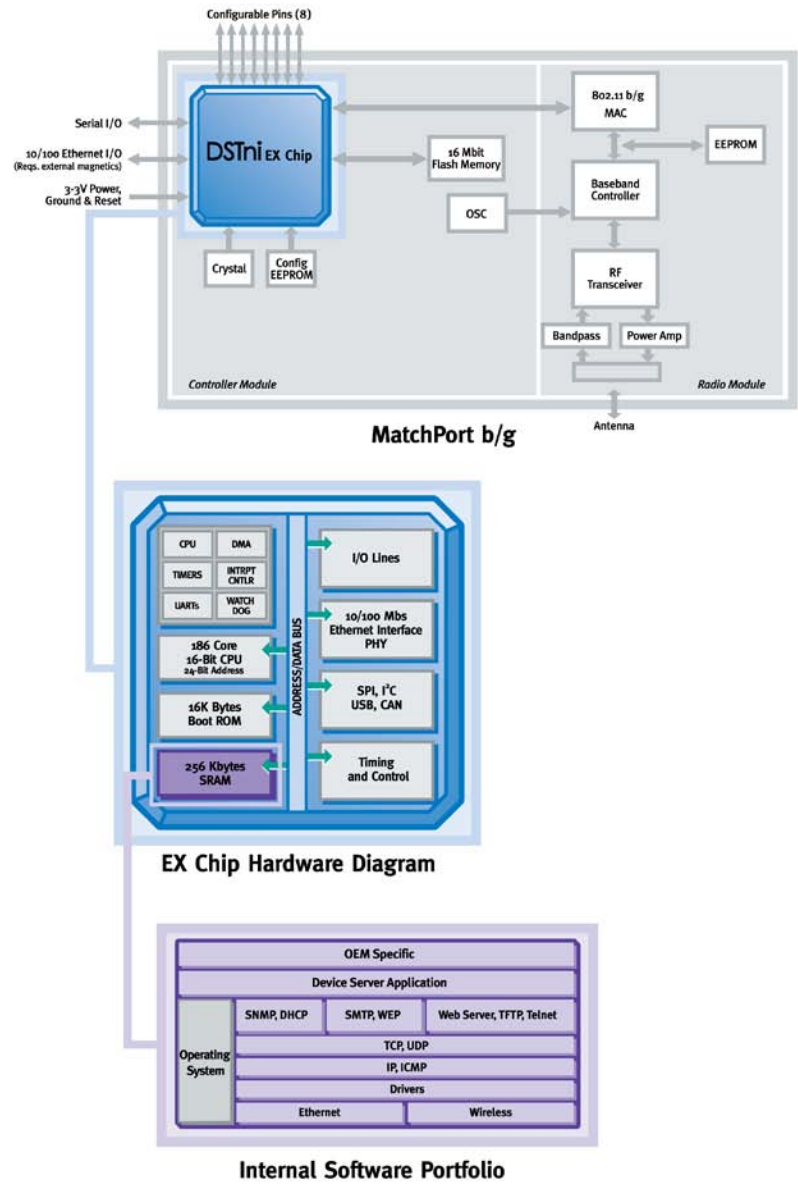 Configurable Pins (8)
Serial I/O
10/100 Ethernet I/O
(Reqs. external magnetics)
3-3V Power,
Ground & Reset
DSTni EX Chip
16 Mbit
Flash Memory
OSC
Crystal
Config
EEPROM
Controller Module
802.11 b/g
MAC
EEPROM
Baseband
Controller
RF
Transceiver
Bandpass
Power Amp
Radio Module
Antenna
MatchPort b/g
CPU
DMA
TIMERS
INTRPT
CNTLR
UARTs
WATCH
DOG
186 Core
16-Bit CPU
24-Bit Address
16K Bytes
Boot ROM
256 Kbytes
SRAM
ADDRESS/DATA BUS
I/O Lines
10/100 Mbs
Ethernet Interface
PHY
SPI, I²C
USB, CAN
Timing
and Control
EX Chip Hardware Diagram
OEM Specific
Device Server Application
Operating
System
SNMP, DHCP
SMTP, WEP
Web Server, TFTP, Telnet
TCP, UDP
IP, ICMP
Drivers
Ethernet
Wireless
Internal Software Portfolio